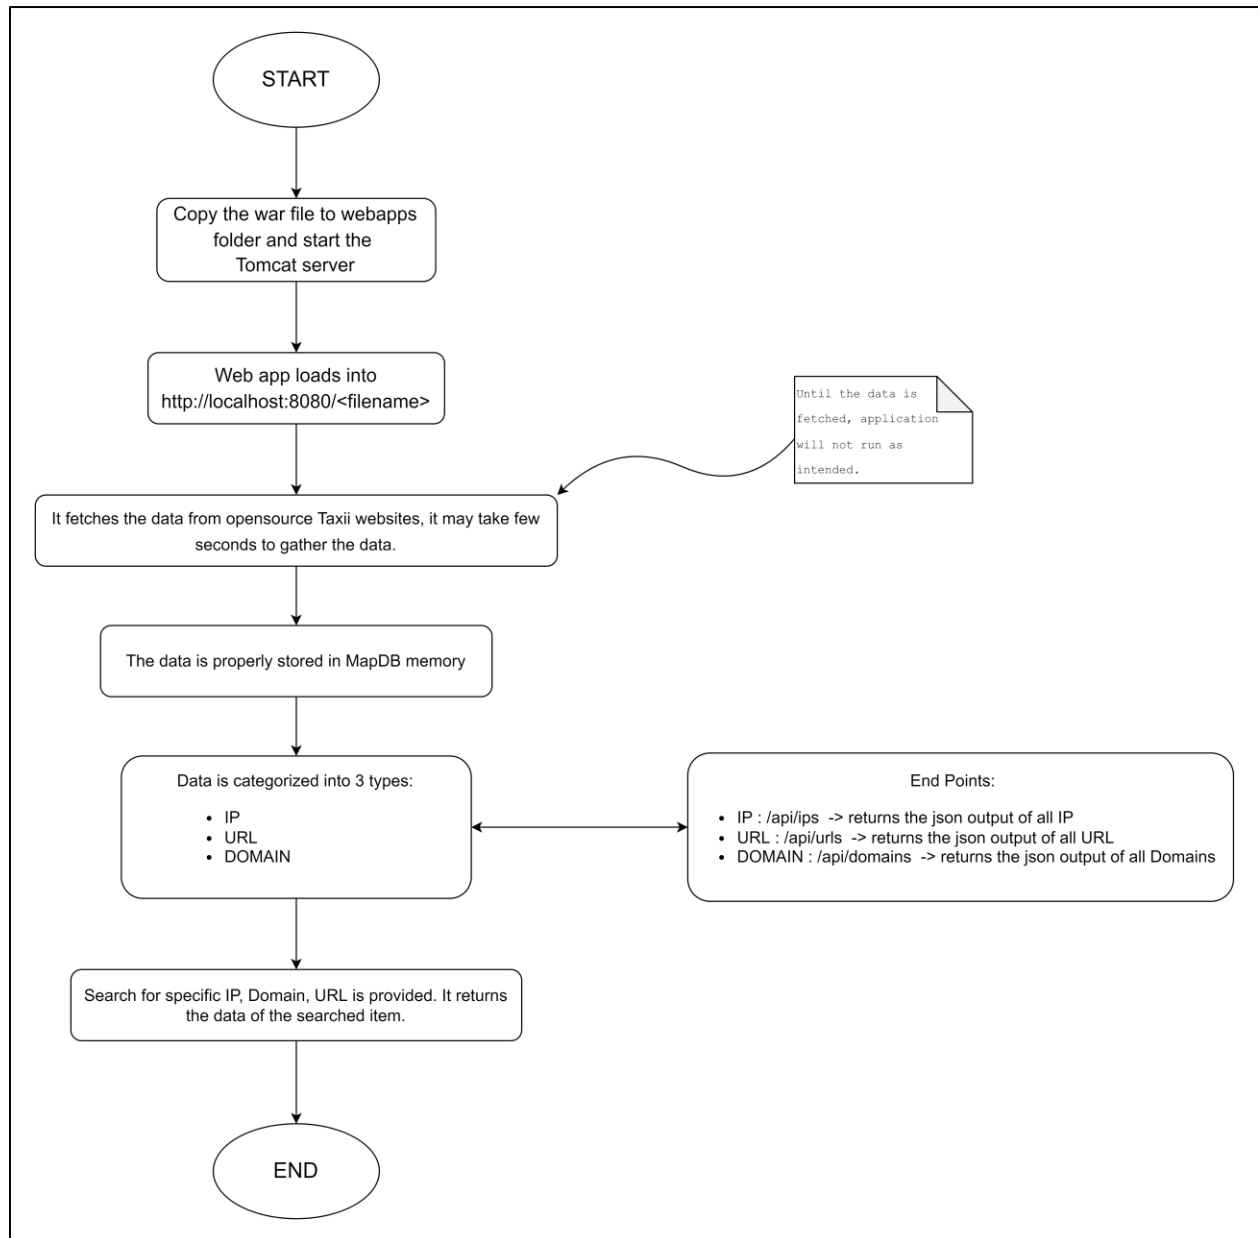 START
Copy the war file to webapps
folder and start the
Tomcat server
Web app loads into
http://localhost:8080/<filename>
Until the data is
fetched, application
will not run as
intended.
It fetches the data from opensource Taxii websites, it may take few
seconds to gather the data.
The data is properly stored in MapDB memory
Data is categorized into 3 types:
• IP
• URL
• DOMAIN
End Points:
• IP : /api/ips -> returns the json output of all IP
• URL : /api/urls -> returns the json output of all URL
• DOMAIN : /api/domains -> returns the json output of all Domains
Search for specific IP, Domain, URL is provided. It returns
the data of the searched item.
END